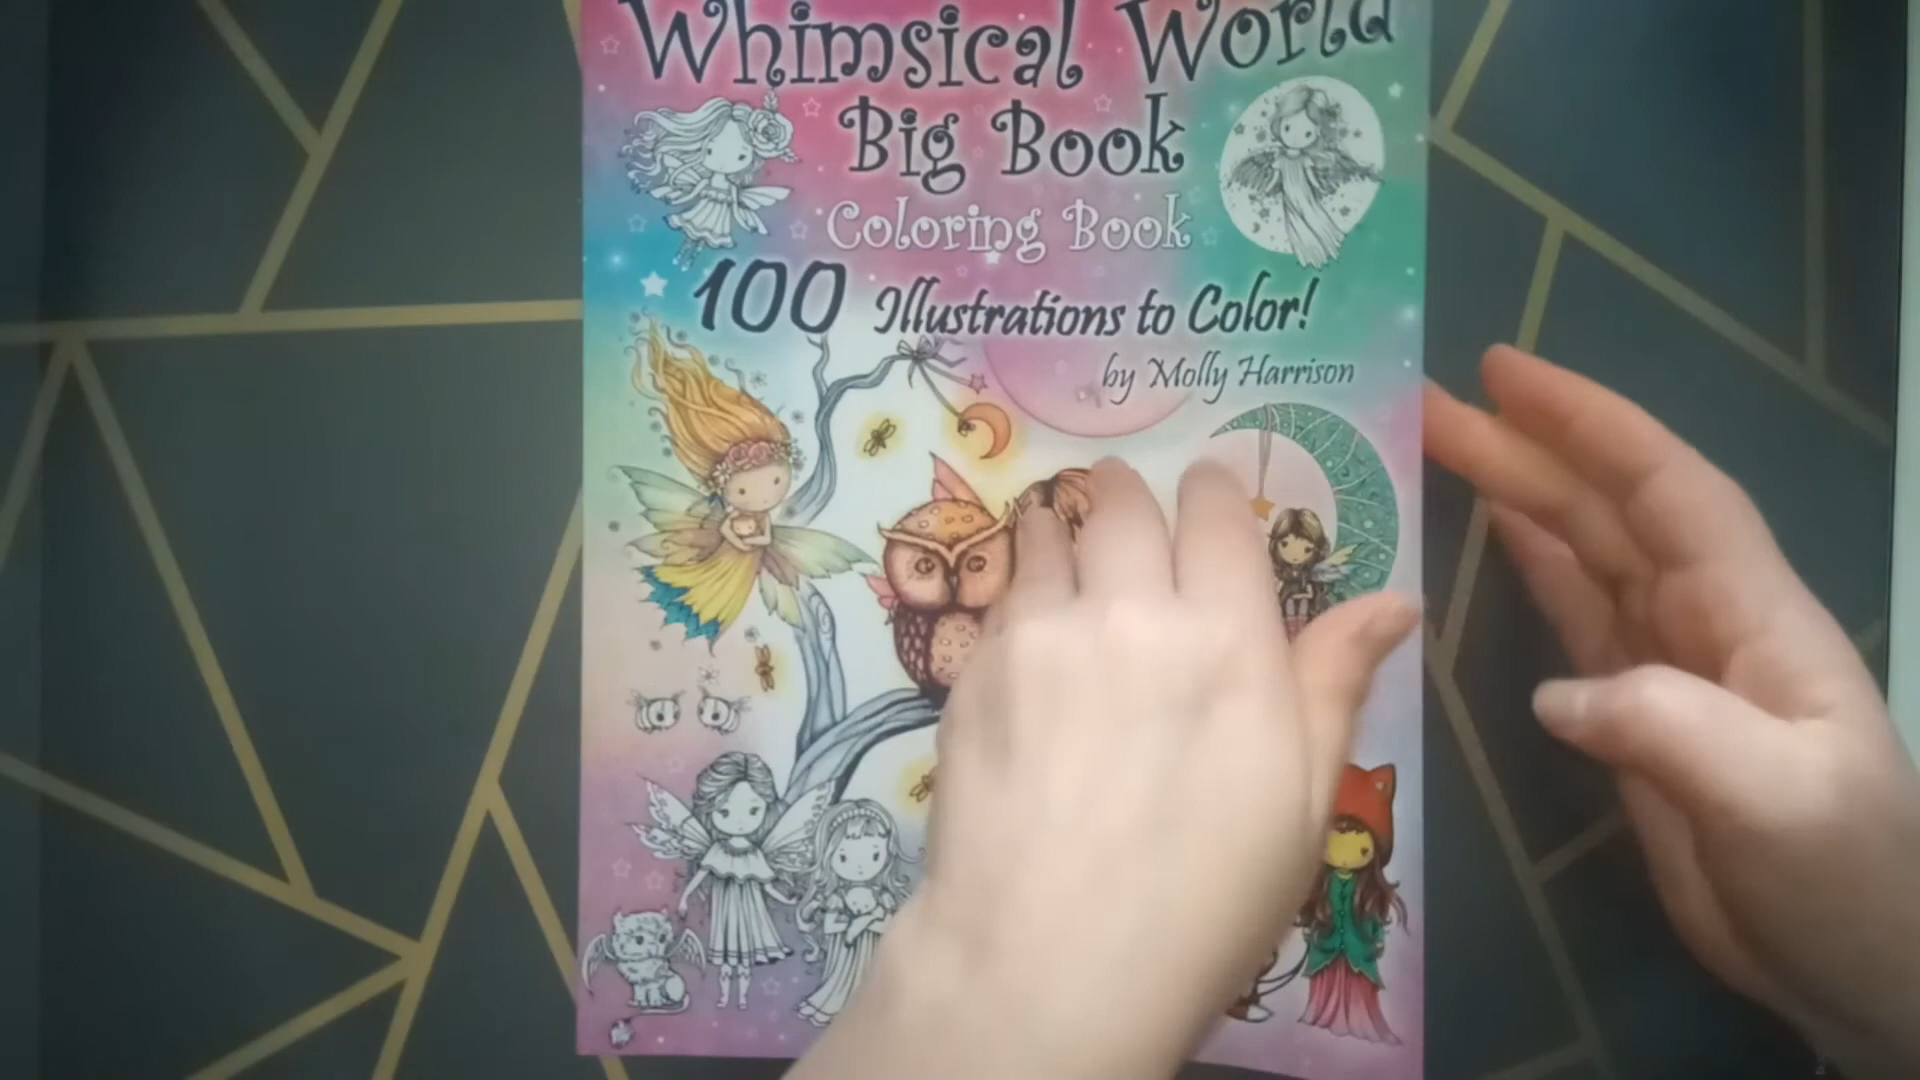 Whimsical World
Big Book
Coloring Book
100 Illustrations to Color!
by Molly Harrison